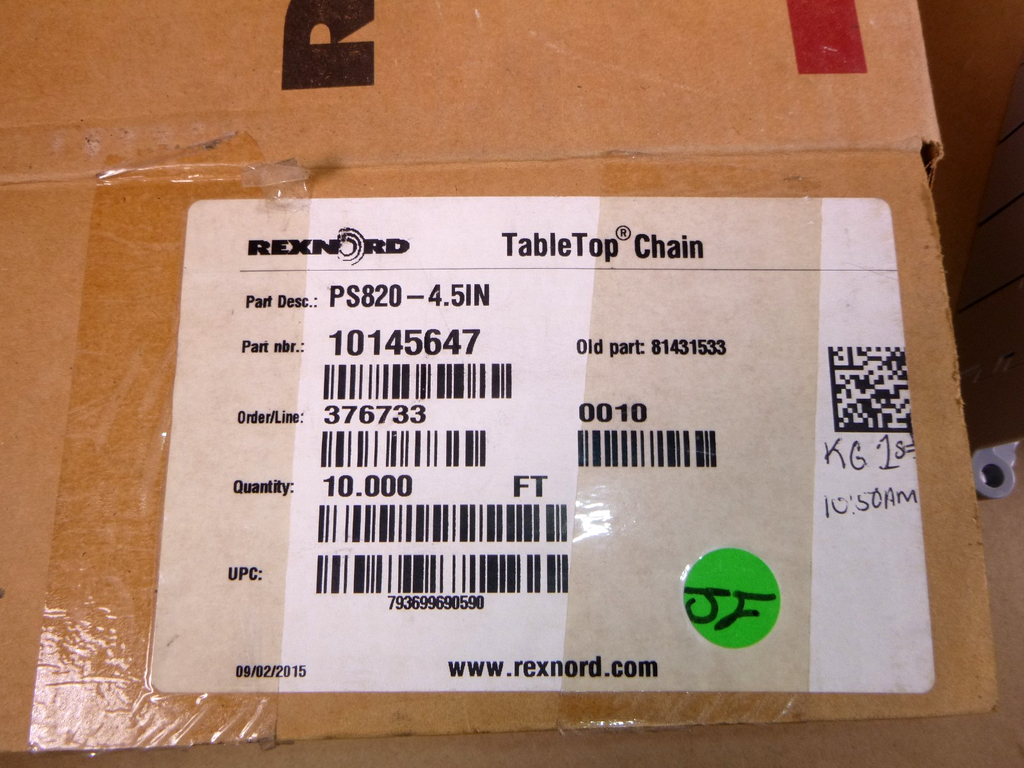 R
REXNORD TableTop® Chain
Part Desc.: PS820-4.5IN
Part nbr.: 10145647 Old part: 81431533
Order/Line: 376733 0010
KG 1st
Quantity: 10.000 FT
10:50AM
UPC:
793699690590
JF
09/02/2015 www.rexnord.com